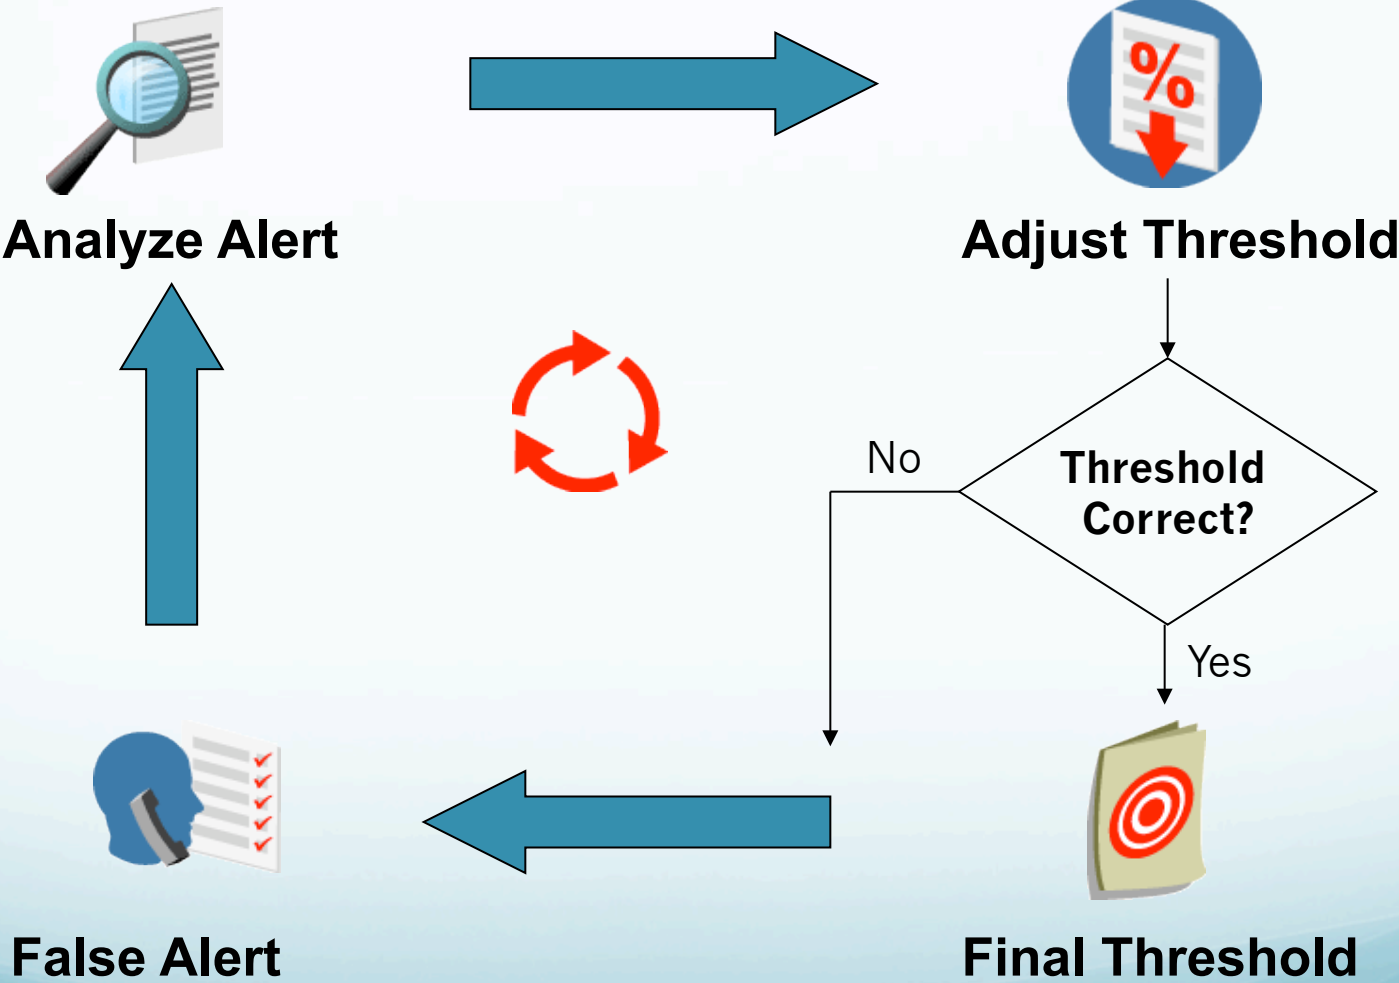 %
Analyze Alert
Adjust Threshold
No
Threshold
Correct?
Yes
False Alert
Final Threshold